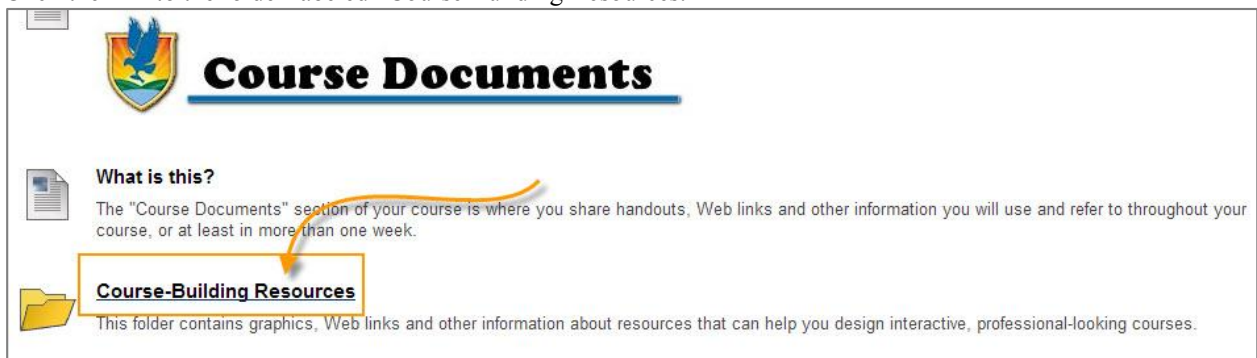 Course Documents
What is this?
The "Course Documents" section of your course is where you share handouts, Web links and other information you will use and refer to throughout your
course, or at least in more than one week.
Course-Building Resources
This folder contains graphics, Web links and other information about resources that can help you design interactive, professional-looking courses.